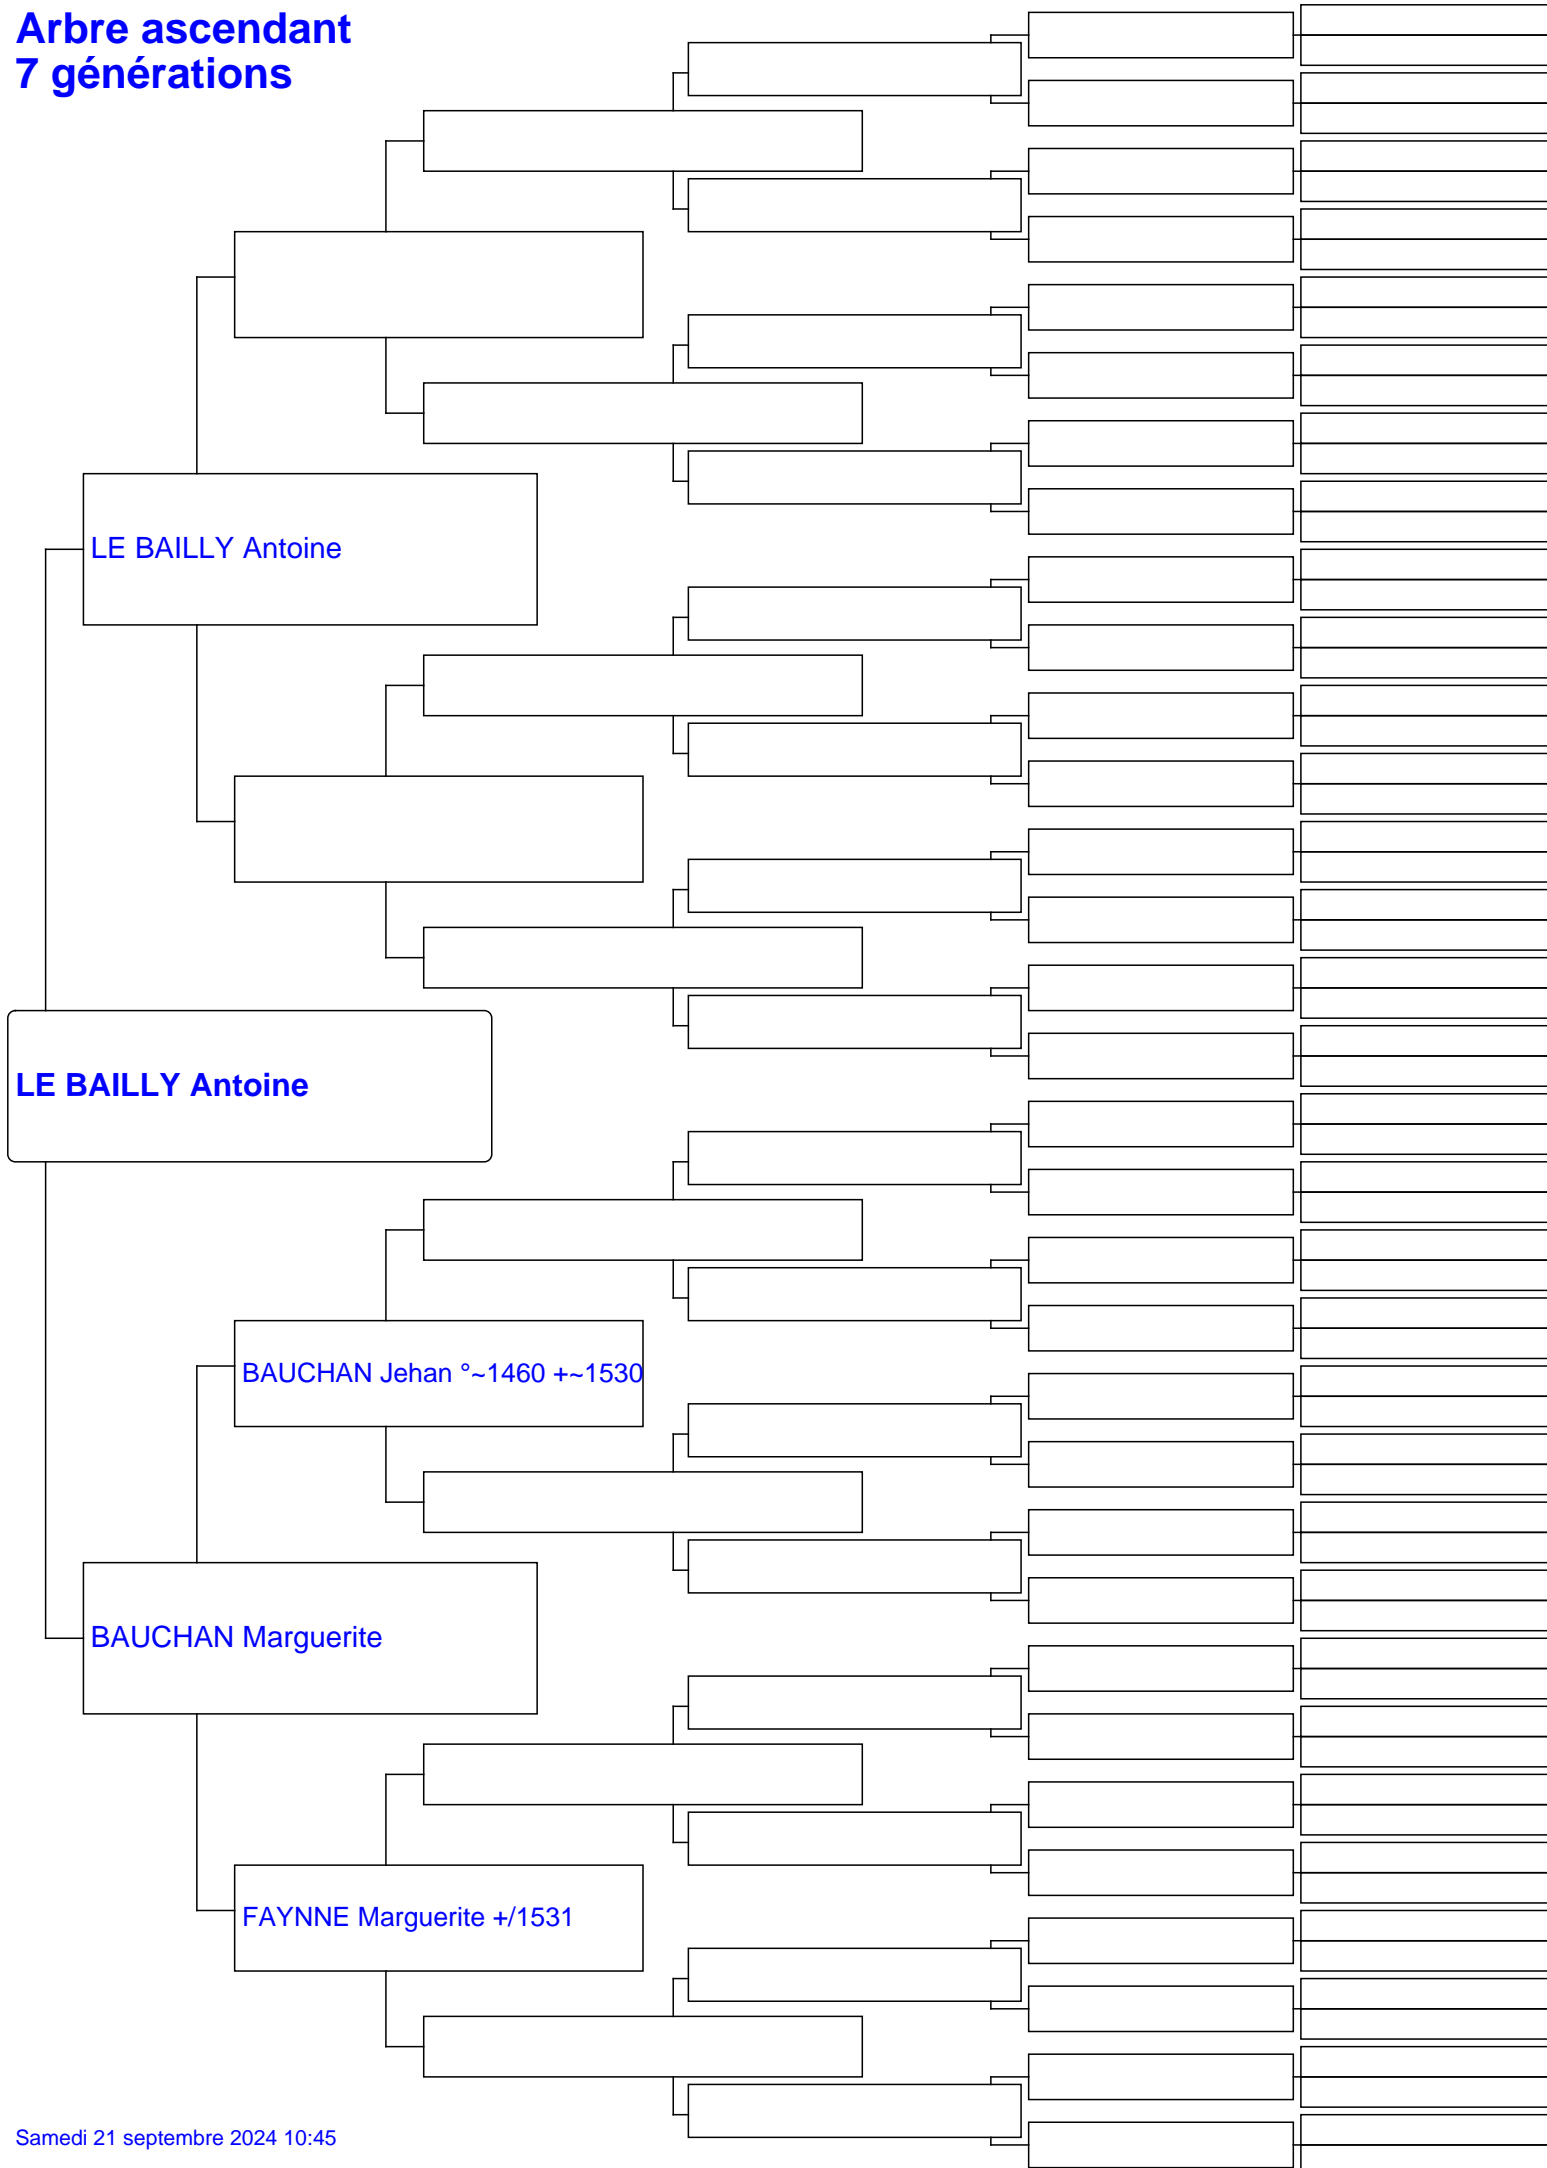 Arbre ascendant
7 générations
LE BAILLY Antoine
LE BAILLY Antoine
BAUCHAN Jehan °~1460 +~1530
BAUCHAN Marguerite
FAYNNE Marguerite +/1531
Samedi 21 septembre 2024 10:45